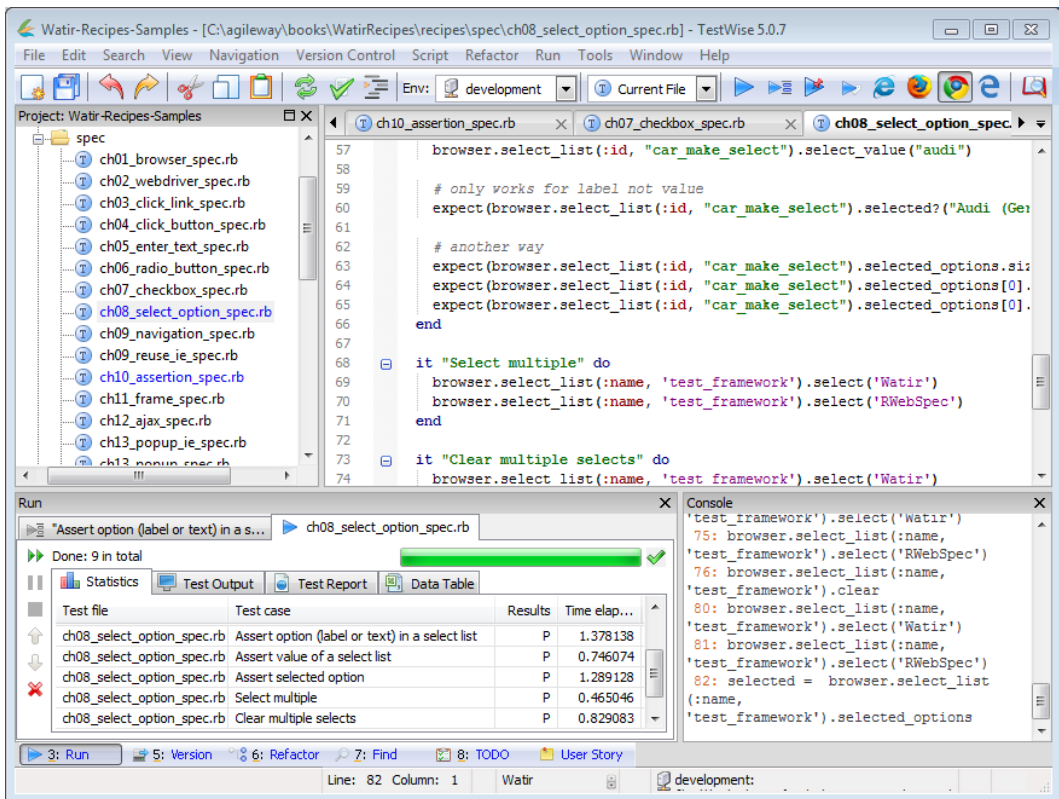 Watir-Recipes-Samples - [C:\agileway\books\WatirRecipes\recipes\spec\ch08_select_option_spec.rb] - TestWise 5.0.7
File Edit Search View Navigation Version Control Script Refactor Run Tools Window Help
Env: development Current File
Project: Watir-Recipes-Samples
spec
ch01_browser_spec.rb
ch02_webdriver_spec.rb
ch03_click_link_spec.rb
ch04_click_button_spec.rb
ch05_enter_text_spec.rb
ch06_radio_button_spec.rb
ch07_checkbox_spec.rb
ch08_select_option_spec.rb
ch09_navigation_spec.rb
ch09_reuse_ie_spec.rb
ch10_assertion_spec.rb
ch11_frame_spec.rb
ch12_ajax_spec.rb
ch13_popup_ie_spec.rb
ch13_popup_spec.rb
ch10_assertion_spec.rb ch07_checkbox_spec.rb ch08_select_option_spec.
57 browser.select_list(:id, "car_make_select").select_value("audi")
58
59 # only works for label not value
60 expect(browser.select_list(:id, "car_make_select").selected?("Audi (Ger
61
62 # another way
63 expect(browser.select_list(:id, "car_make_select").selected_options.siz
64 expect(browser.select_list(:id, "car_make_select").selected_options[0].
65 expect(browser.select_list(:id, "car_make_select").selected_options[0].
66 end
67
68 it "Select multiple" do
69 browser.select_list(:name, 'test_framework').select('Watir')
70 browser.select_list(:name, 'test_framework').select('RWebSpec')
71 end
72
73 it "Clear multiple selects" do
74 browser.select_list(:name, 'test_framework').select('Watir')
Run
"Assert option (label or text) in a s... ch08_select_option_spec.rb
Done: 9 in total
Statistics Test Output Test Report Data Table
Test file Test case Results Time elap...
ch08_select_option_spec.rb Assert option (label or text) in a select list P 1.378138
ch08_select_option_spec.rb Assert value of a select list P 0.746074
ch08_select_option_spec.rb Assert selected option P 1.289128
ch08_select_option_spec.rb Select multiple P 0.465046
ch08_select_option_spec.rb Clear multiple selects P 0.829083
Console
'test_framework').select('Watir')
75: browser.select_list(:name,
'test_framework').select('RWebSpec')
76: browser.select_list(:name,
'test_framework').clear
80: browser.select_list(:name,
'test_framework').select('Watir')
81: browser.select_list(:name,
'test_framework').select('RWebSpec')
82: selected = browser.select_list
(:name,
'test_framework').selected_options
3: Run 5: Version 6: Refactor 7: Find 8: TODO User Story
Line: 82 Column: 1 Watir development: